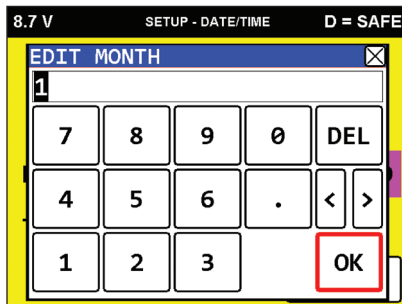 8.7 V SETUP - DATE/TIME D = SAFE
EDIT MONTH
1
7 8 9 0 DEL
4 5 6 . < >
1 2 3 OK